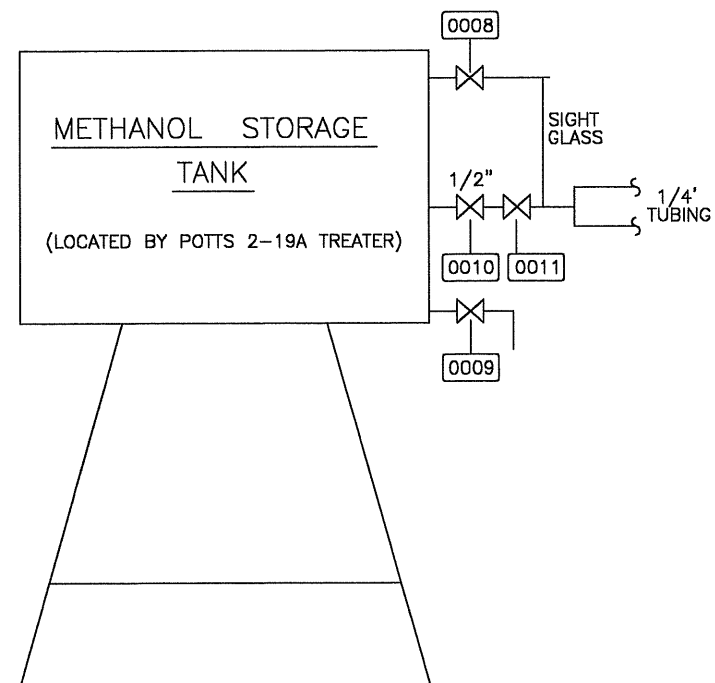 0008
METHANOL STORAGE
TANK
(LOCATED BY POTTS 2-19A TREATER)
SIGHT
GLASS
1/2"
1/4'
TUBING
0010
0011
0009